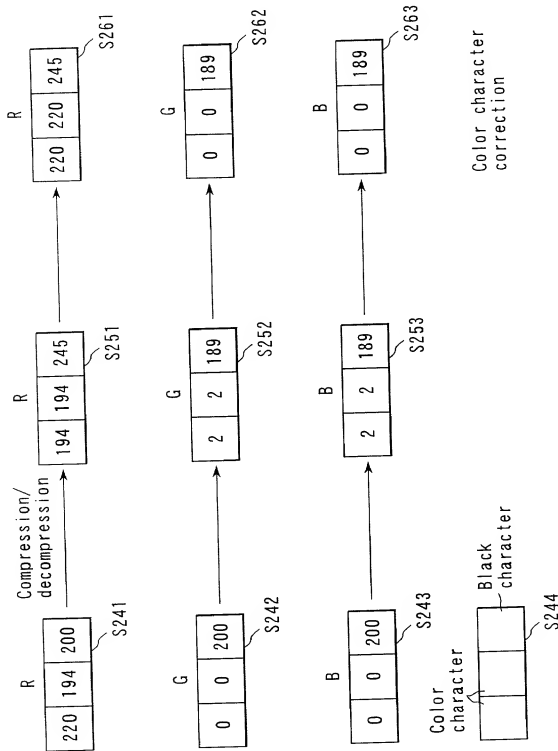 R
220 194 200
S241
Compression/
decompression
R
194 194 245
S251
R
220 220 245
S261
G
0 0 200
S242
G
2 2 189
S252
G
0 0 189
S262
B
0 0 200
S243
B
2 2 189
S253
B
0 0 189
S263
Color
character
Black
character
S244
Color character
correction